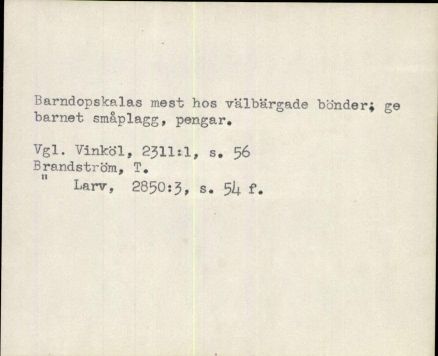 Barndopskalas mest hos välbärgade bönder; ge
barnet småplagg, pengar.
Vgl. Vinköl, 2311:1, s. 56
Brandström, T.
" Larv, 2850:3, s. 54 f.